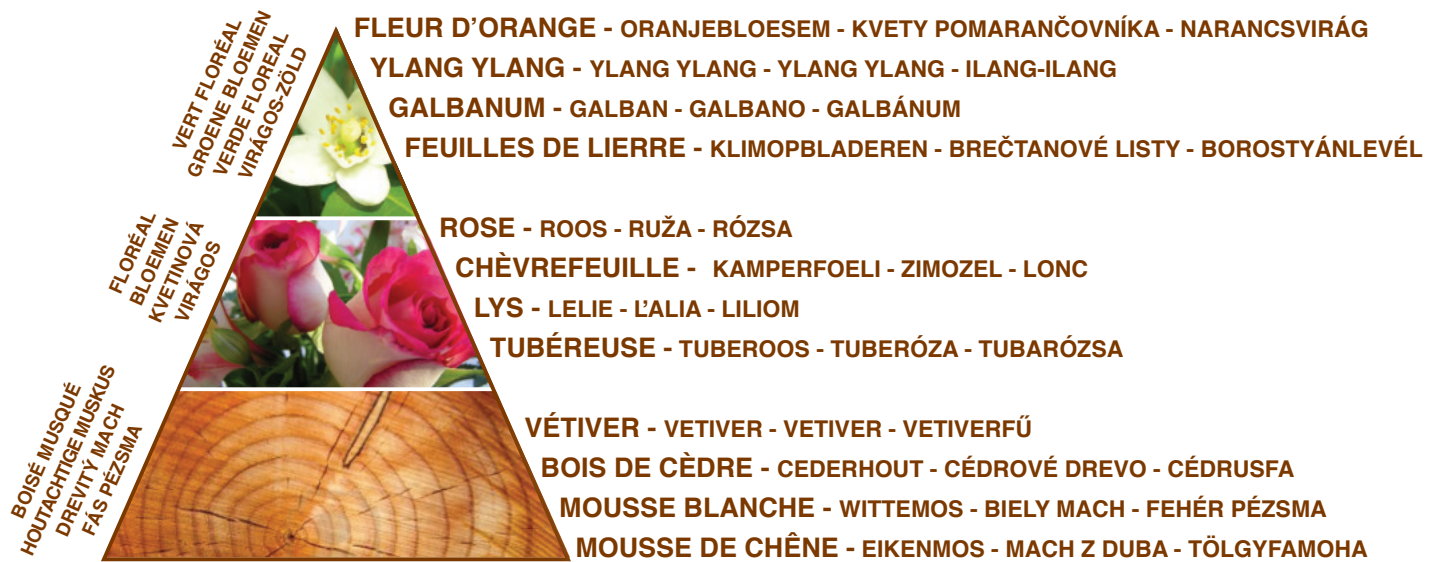 VERT FLORÉAL
GROENE BLOEMEN
VERDE FLOREAL
VIRÁGOS-ZÖLD
FLEUR D'ORANGE - ORANJEBLOESEM - KVETY POMARANČOVNÍKA - NARANCSVIRÁG
YLANG YLANG - YLANG YLANG - YLANG YLANG - ILANG-ILANG
GALBANUM - GALBAN - GALBANO - GALBÁNUM
FEUILLES DE LIERRE - KLIMOPBLADEREN - BREČTANOVÉ LISTY - BOROSTYÁNLEVÉL
FLORÉAL
BLOEMEN
KVETINOVÁ
VIRÁGOS
ROSE - ROOS - RUŽA - RÓZSA
CHÈVREFEUILLE - KAMPERFOELI - ZIMOZEL - LONC
LYS - LELIE - ĽALIA - LILIOM
TUBÉREUSE - TUBEROOS - TUBERÓZA - TUBARÓZSA
BOISÉ MUSQUÉ
HOUTACHTIGE MUSKUS
DREVITÝ MACH
FÁS PÉZSMA
VÉTIVER - VETIVER - VETIVER - VETIVERFŰ
BOIS DE CÈDRE - CEDERHOUT - CÉDROVÉ DREVO - CÉDRUSFA
MOUSSE BLANCHE - WITTEMOS - BIELY MACH - FEHÉR PÉZSMA
MOUSSE DE CHÊNE - EIKENMOS - MACH Z DUBA - TÖLGYFAMOHA